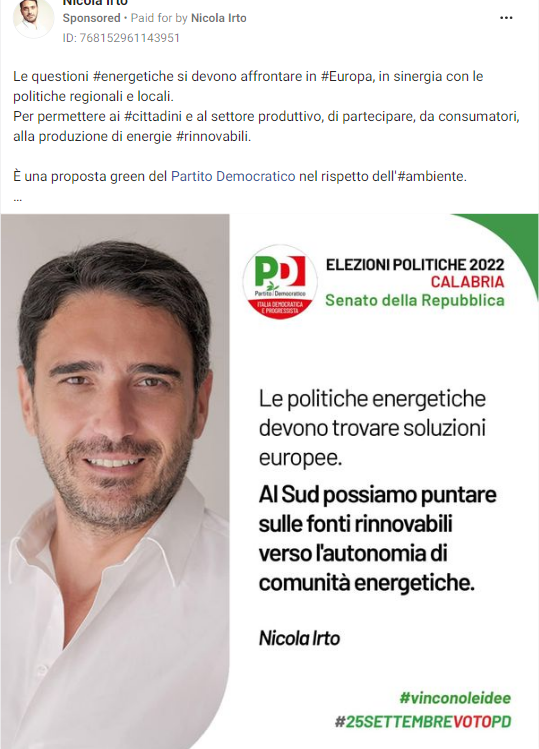 Nicola Irto
Sponsored • Paid for by Nicola Irto
ID: 768152961143951
Le questioni #energetiche si devono affrontare in #Europa, in sinergia con le
politiche regionali e locali.
Per permettere ai #cittadini e al settore produttivo, di partecipare, da consumatori,
alla produzione di energie #rinnovabili.
È una proposta green del Partito Democratico nel rispetto dell'#ambiente.
...
PD
Partito Democratico
ITALIA DEMOCRATICA
E PROGRESSISTA
ELEZIONI POLITICHE 2022
CALABRIA
Senato della Repubblica
Le politiche energetiche
devono trovare soluzioni
europee.
Al Sud possiamo puntare
sulle fonti rinnovabili
verso l'autonomia di
comunità energetiche.
Nicola Irto
#vinconoleidee
#25SETTEMBREVOTOPD